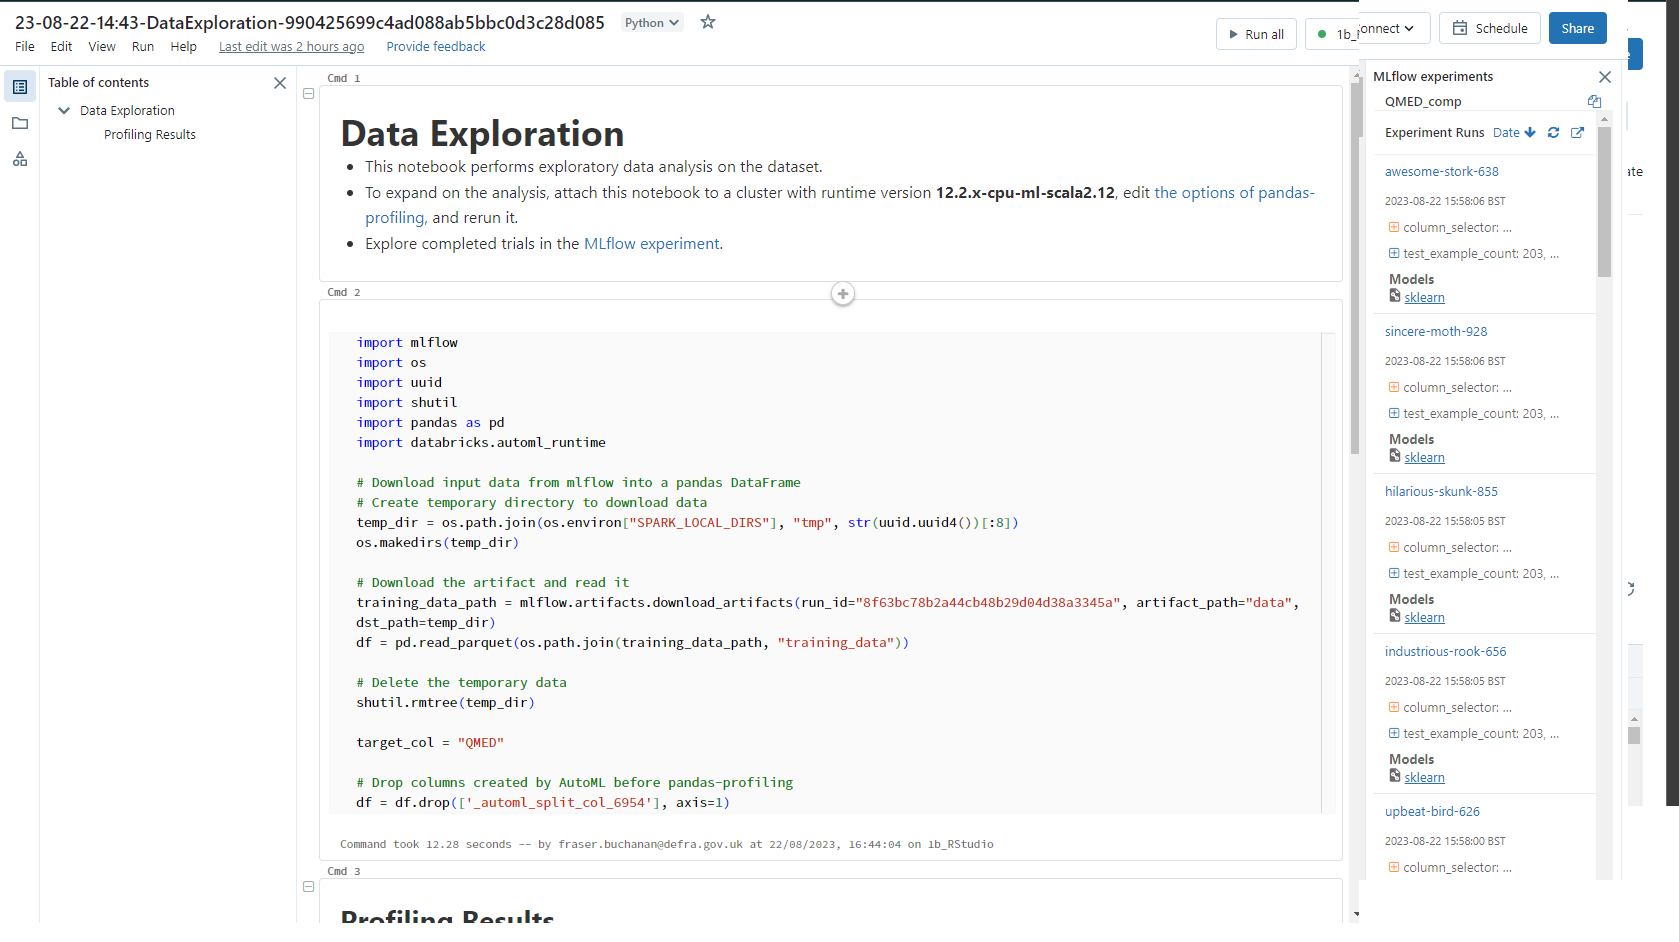 23-08-22-14:43-DataExploration-990425699c4ad088ab5bbc0d3c28d085 Python
File Edit View Run Help Last edit was 2 hours ago Provide feedback
Run all 1b_ onnect Schedule Share
Table of contents
Data Exploration
Profiling Results
Cmd 1
Data Exploration
This notebook performs exploratory data analysis on the dataset.
To expand on the analysis, attach this notebook to a cluster with runtime version 12.2.x-cpu-ml-scala2.12, edit the options of pandas-
profiling, and rerun it.
Explore completed trials in the MLflow experiment.
Cmd 2
import mlflow
import os
import uuid
import shutil
import pandas as pd
import databricks.automl_runtime
# Download input data from mlflow into a pandas DataFrame
# Create temporary directory to download data
temp_dir = os.path.join(os.environ["SPARK_LOCAL_DIRS"], "tmp", str(uuid.uuid4())[:8])
os.makedirs(temp_dir)
# Download the artifact and read it
training_data_path = mlflow.artifacts.download_artifacts(run_id="8f63bc78b2a44cb48b29d04d38a3345a", artifact_path="data",
dst_path=temp_dir)
df = pd.read_parquet(os.path.join(training_data_path, "training_data"))
# Delete the temporary data
shutil.rmtree(temp_dir)
target_col = "QMED"
# Drop columns created by AutoML before pandas-profiling
df = df.drop(['_automl_split_col_6954'], axis=1)
Command took 12.28 seconds -- by fraser.buchanan@defra.gov.uk at 22/08/2023, 16:44:04 on 1b_RStudio
Cmd 3
Profiling Results
MLflow experiments
QMED_comp
Experiment Runs Date
awesome-stork-638
2023-08-22 15:58:06 BST
column_selector: ...
test_example_count: 203, ...
Models
sklearn
sincere-moth-928
2023-08-22 15:58:06 BST
column_selector: ...
test_example_count: 203, ...
Models
sklearn
hilarious-skunk-855
2023-08-22 15:58:05 BST
column_selector: ...
test_example_count: 203, ...
Models
sklearn
industrious-rook-656
2023-08-22 15:58:05 BST
column_selector: ...
test_example_count: 203, ...
Models
sklearn
upbeat-bird-626
2023-08-22 15:58:00 BST
column_selector: ...
ate